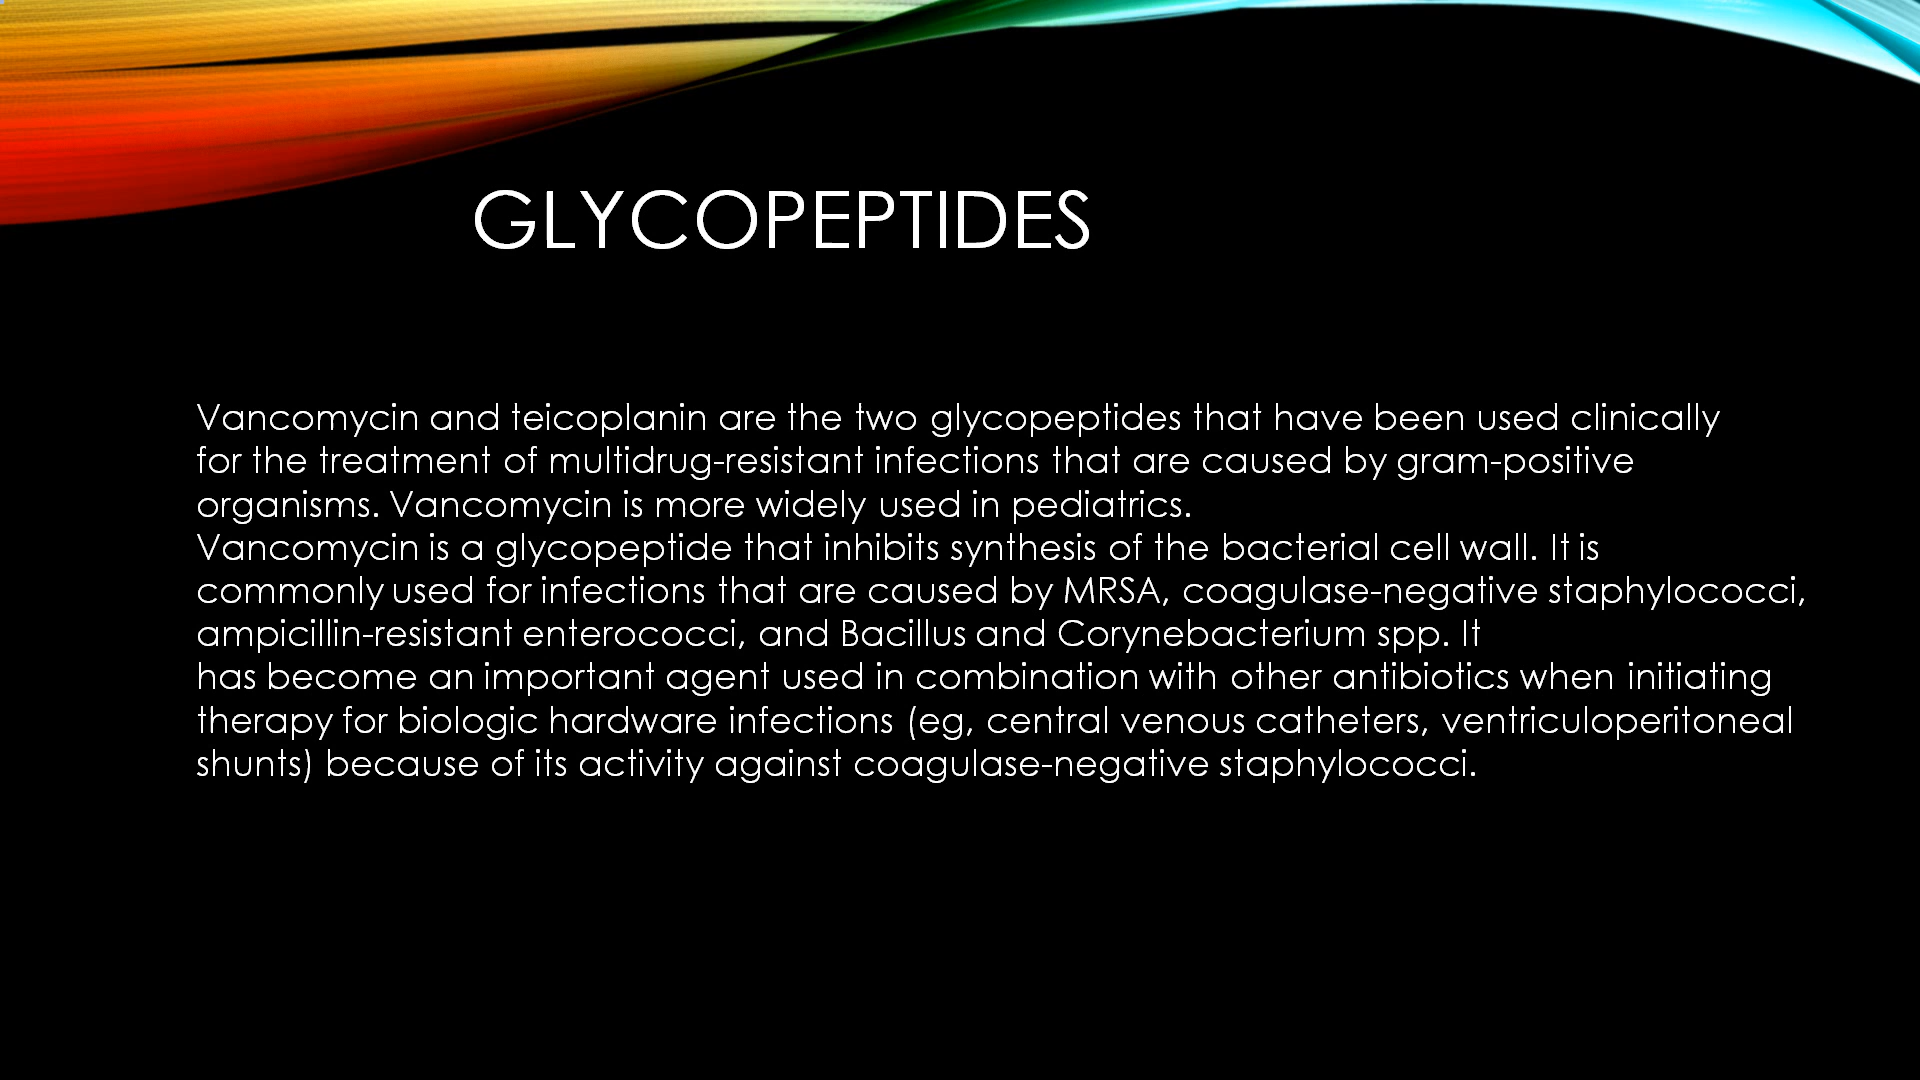 GLYCOPEPTIDES
Vancomycin and teicoplanin are the two glycopeptides that have been used clinically
for the treatment of multidrug-resistant infections that are caused by gram-positive
organisms. Vancomycin is more widely used in pediatrics.
Vancomycin is a glycopeptide that inhibits synthesis of the bacterial cell wall. It is
commonly used for infections that are caused by MRSA, coagulase-negative staphylococci,
ampicillin-resistant enterococci, and Bacillus and Corynebacterium spp. It
has become an important agent used in combination with other antibiotics when initiating
therapy for biologic hardware infections (eg, central venous catheters, ventriculoperitoneal
shunts) because of its activity against coagulase-negative staphylococci.